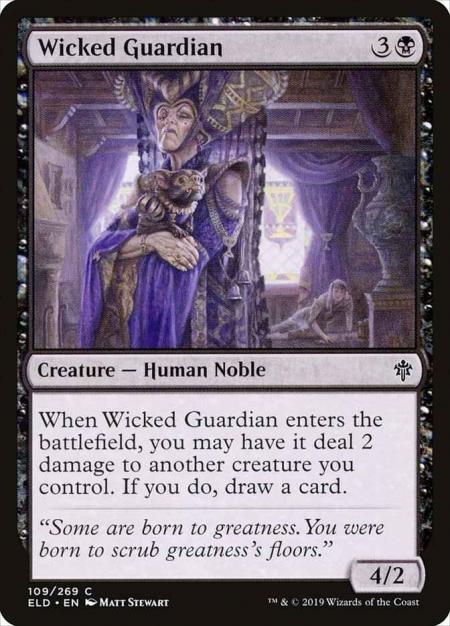 Wicked Guardian 3
Creature — Human Noble
When Wicked Guardian enters the
battlefield, you may have it deal 2
damage to another creature you
control. If you do, draw a card.
“Some are born to greatness. You were
born to scrub greatness’s floors.”
4/2
109/269 C
ELD • EN Matt Stewart
™ & © 2019 Wizards of the Coast